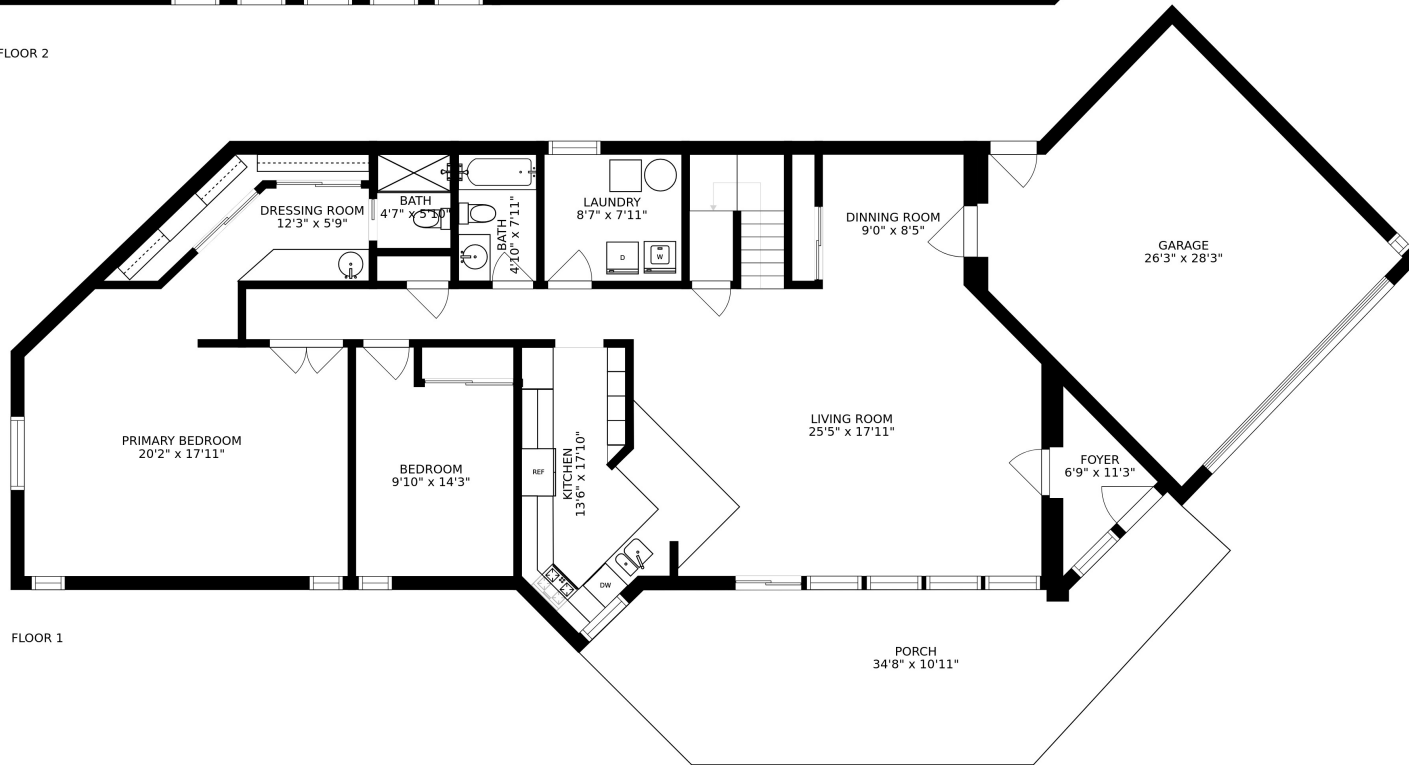 FLOOR 2
DRESSING ROOM
12'3" x 5'9"
BATH
4'7" x 5'10"
BATH
4'10" x 7'11"
LAUNDRY
8'7" x 7'11"
D
W
DINNING ROOM
9'0" x 8'5"
GARAGE
26'3" x 28'3"
PRIMARY BEDROOM
20'2" x 17'11"
BEDROOM
9'10" x 14'3"
REF
KITCHEN
13'6" x 17'10"
DW
LIVING ROOM
25'5" x 17'11"
FOYER
6'9" x 11'3"
FLOOR 1
PORCH
34'8" x 10'11"